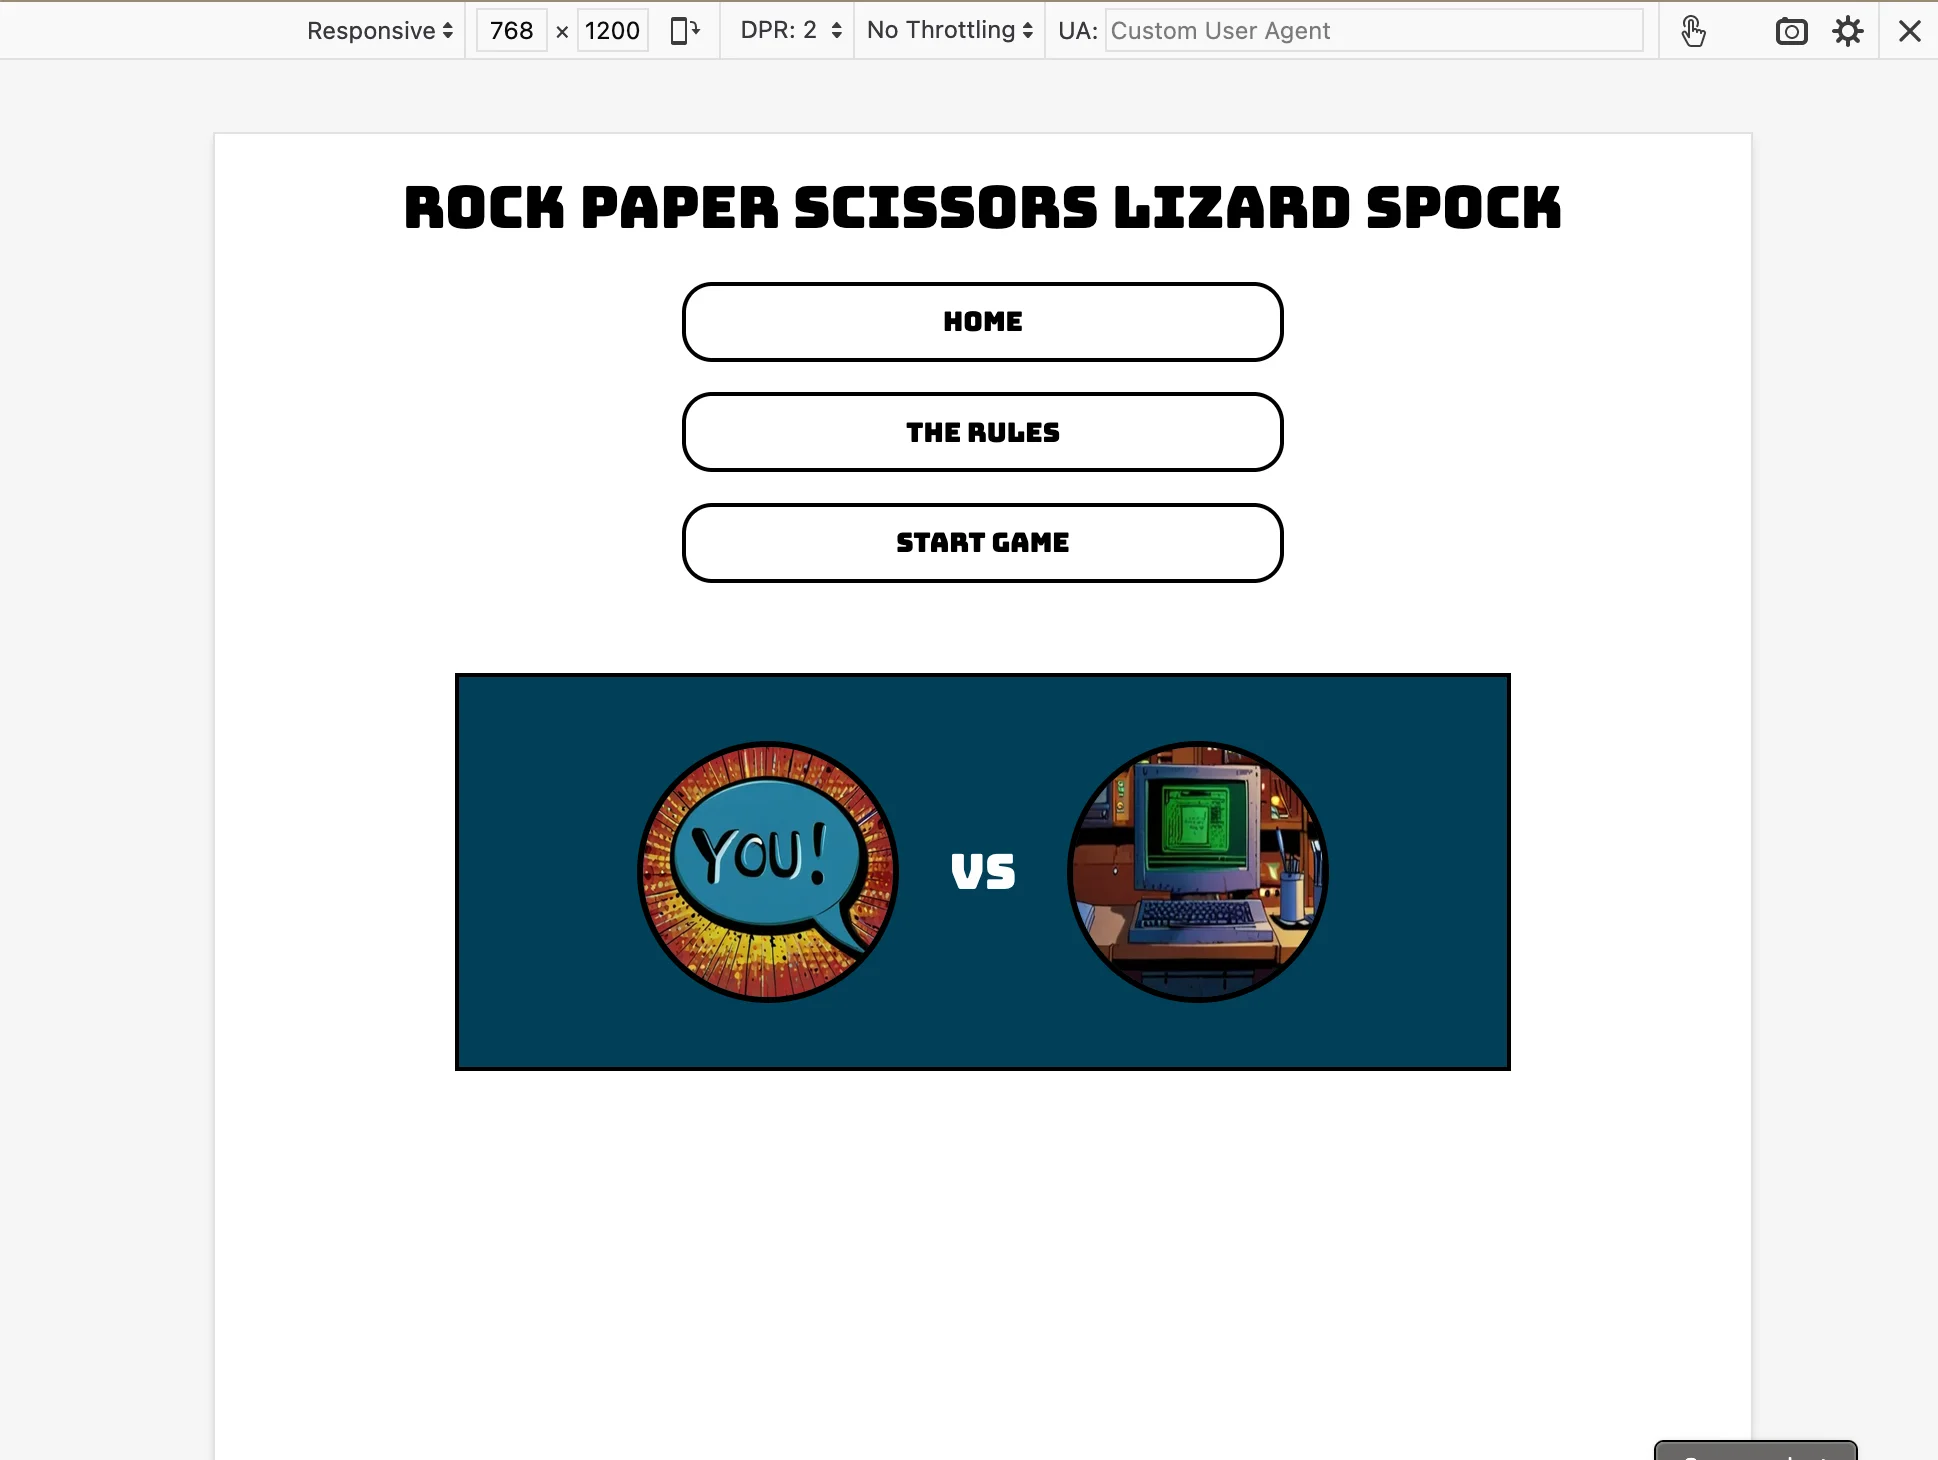 Responsive 768 × 1200 DPR: 2 No Throttling UA: Custom User Agent
ROCK PAPER SCISSORS LIZARD SPOCK
HOME
THE RULES
START GAME
YOU! VS